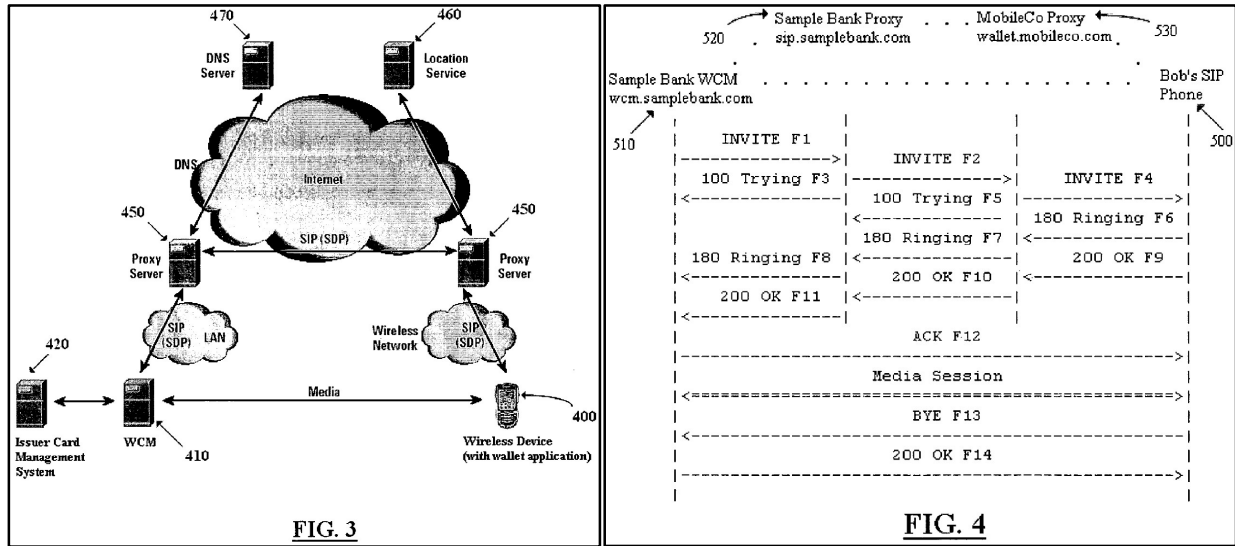 470
460
DNS
Server
Location
Service
DNS
Internet
450
450
SIP (SDP)
Proxy
Server
Proxy
Server
SIP
(SDP)
LAN
Wireless
Network
SIP
(SDP)
420
Media
400
Issuer Card
Management
System
WCM
410
Wireless Device
(with wallet application)
FIG. 3
Sample Bank Proxy . . . MobileCo Proxy
sip.samplebank.com wallet.mobileco.com
520
530
Sample Bank WCM
wcm.samplebank.com
Bob's SIP
Phone
510
500
INVITE F1
INVITE F2
100 Trying F3
INVITE F4
100 Trying F5
180 Ringing F6
180 Ringing F7
180 Ringing F8
200 OK F9
200 OK F10
200 OK F11
ACK F12
Media Session
BYE F13
200 OK F14
FIG. 4